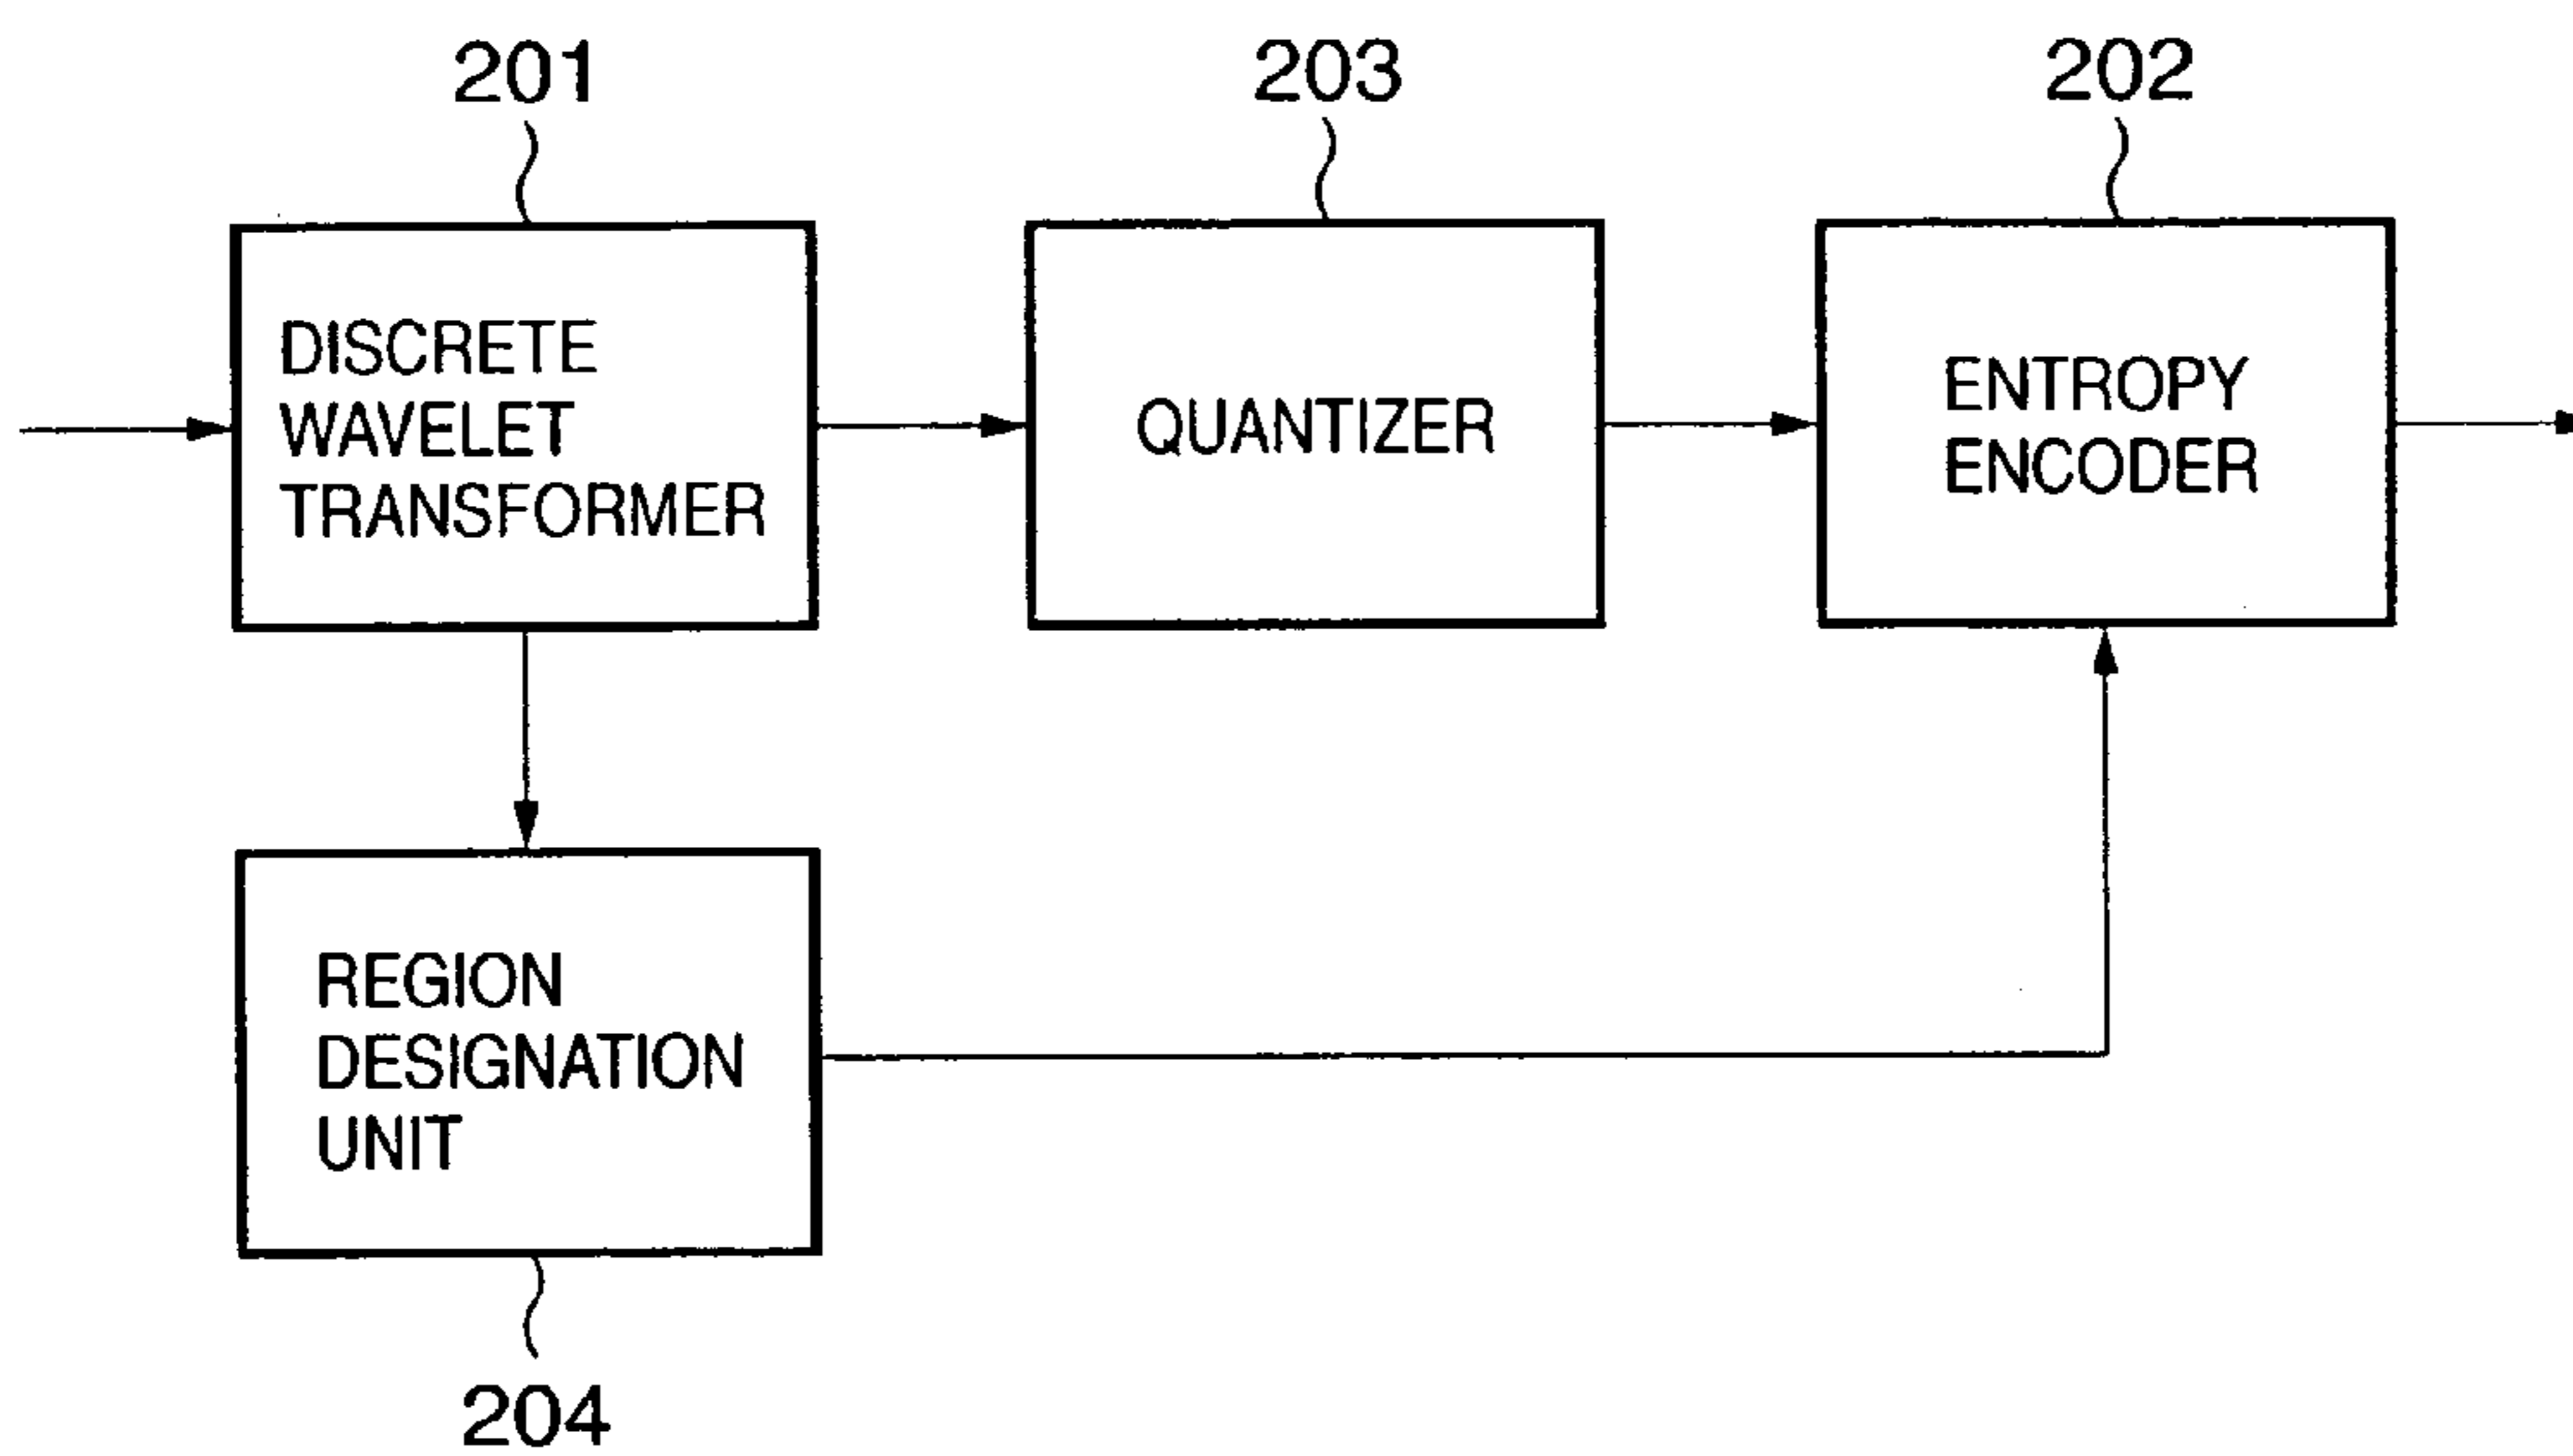 201
203
202
DISCRETE
WAVELET
TRANSFORMER
QUANTIZER
ENTROPY
ENCODER
REGION
DESIGNATION
UNIT
204